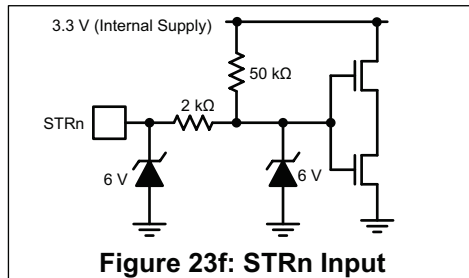 3.3 V (Internal Supply)
50 kΩ
2 kΩ
STRn
6 V
6 V
Figure 23f: STRn Input